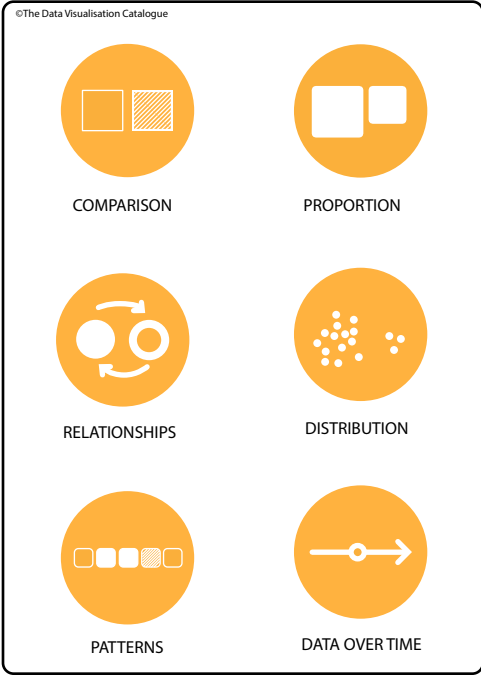 ©The Data Visualisation Catalogue
COMPARISON
PROPORTION
RELATIONSHIPS
DISTRIBUTION
PATTERNS
DATA OVER TIME